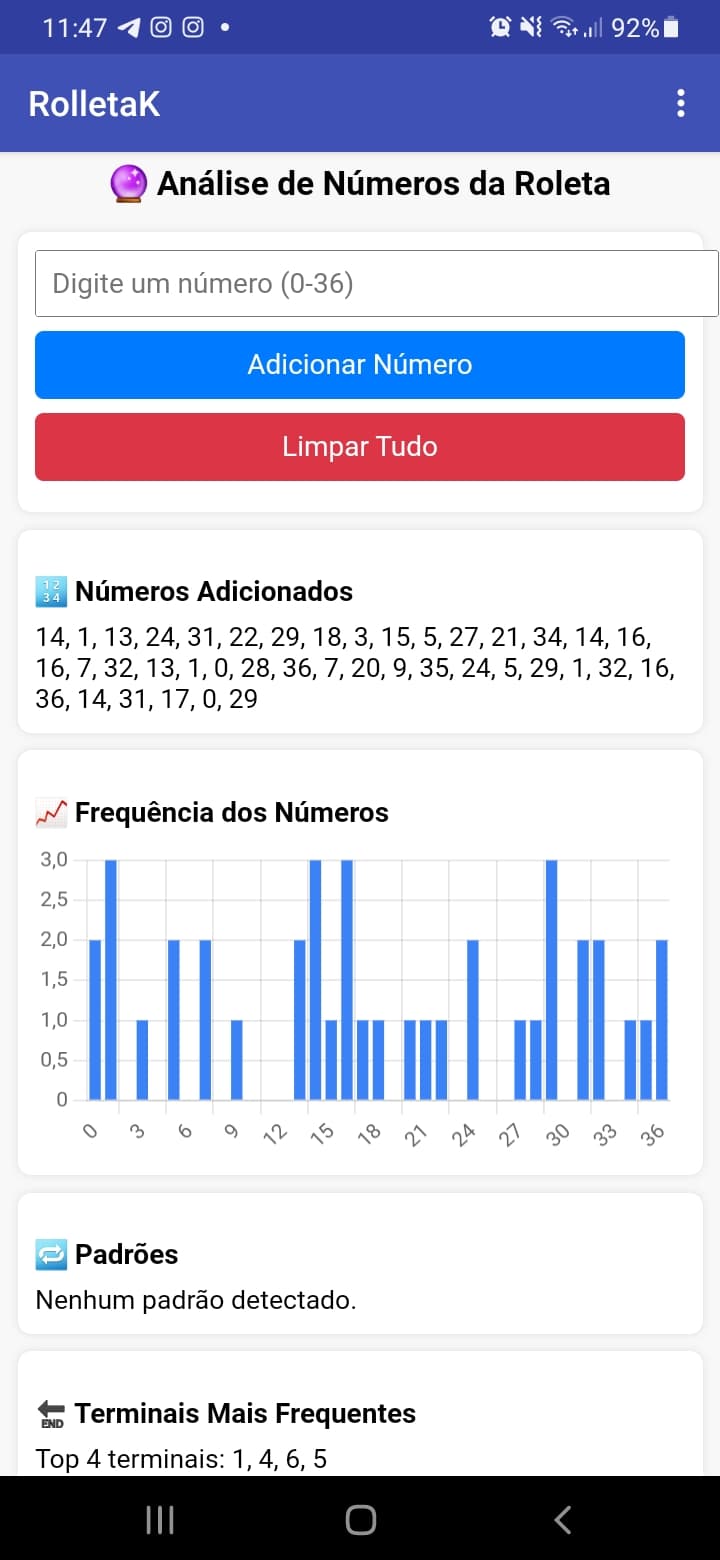 11:47
92%
RolletaK
Análise de Números da Roleta
Digite um número (0-36)
Adicionar Número
Limpar Tudo
Números Adicionados
14, 1, 13, 24, 31, 22, 29, 18, 3, 15, 5, 27, 21, 34, 14, 16,
16, 7, 32, 13, 1, 0, 28, 36, 7, 20, 9, 35, 24, 5, 29, 1, 32, 16,
36, 14, 31, 17, 0, 29
Frequência dos Números
3,0
2,5
2,0
1,5
1,0
0,5
0
0 3 6 9 12 15 18 21 24 27 30 33 36
Padrões
Nenhum padrão detectado.
END
Terminais Mais Frequentes
Top 4 terminais: 1, 4, 6, 5